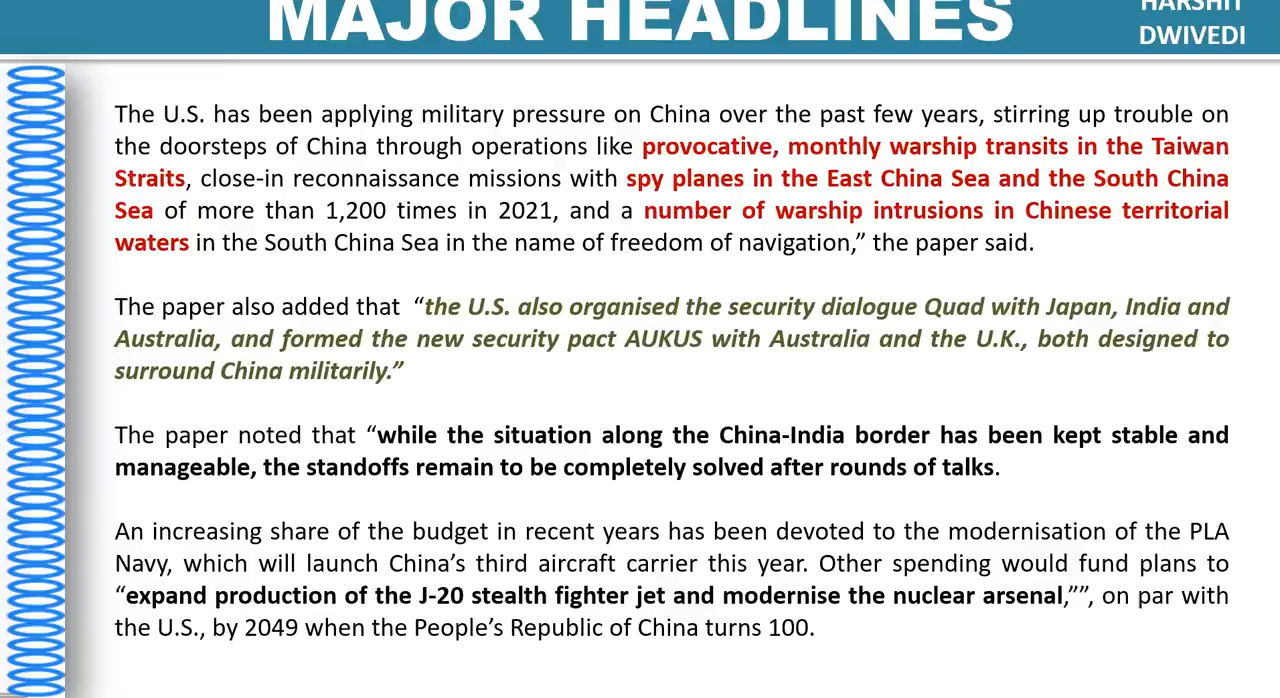 MAJOR HEADLINES
HARSHIT
DWIVEDI
The U.S. has been applying military pressure on China over the past few years, stirring up trouble on
the doorsteps of China through operations like provocative, monthly warship transits in the Taiwan
Straits, close-in reconnaissance missions with spy planes in the East China Sea and the South China
Sea of more than 1,200 times in 2021, and a number of warship intrusions in Chinese territorial
waters in the South China Sea in the name of freedom of navigation,” the paper said.
The paper also added that “the U.S. also organised the security dialogue Quad with Japan, India and
Australia, and formed the new security pact AUKUS with Australia and the U.K., both designed to
surround China militarily.”
The paper noted that “while the situation along the China-India border has been kept stable and
manageable, the standoffs remain to be completely solved after rounds of talks.
An increasing share of the budget in recent years has been devoted to the modernisation of the PLA
Navy, which will launch China’s third aircraft carrier this year. Other spending would fund plans to
“expand production of the J-20 stealth fighter jet and modernise the nuclear arsenal,””, on par with
the U.S., by 2049 when the People’s Republic of China turns 100.